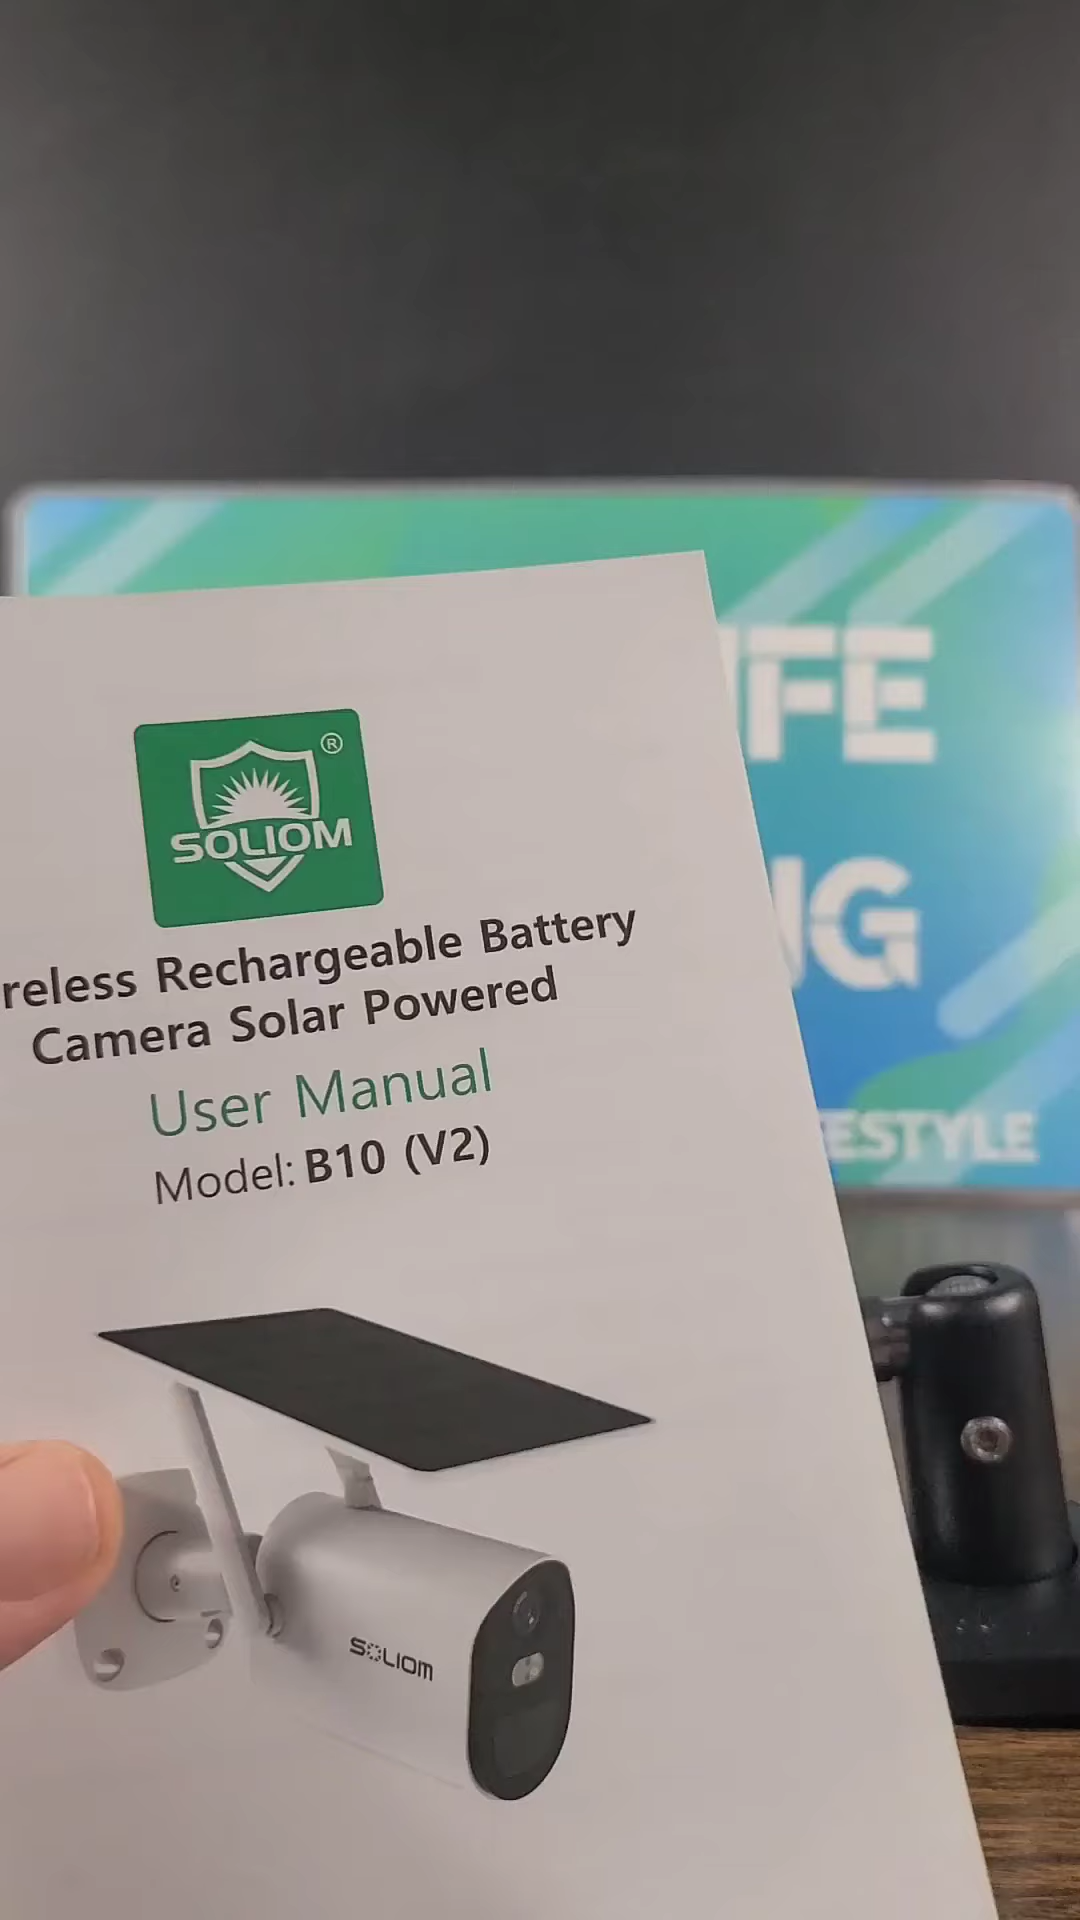 IFE
NG
ESTYLE
SOLIOM ®
reless Rechargeable Battery
Camera Solar Powered
User Manual
Model: B10 (V2)
SOLIOM